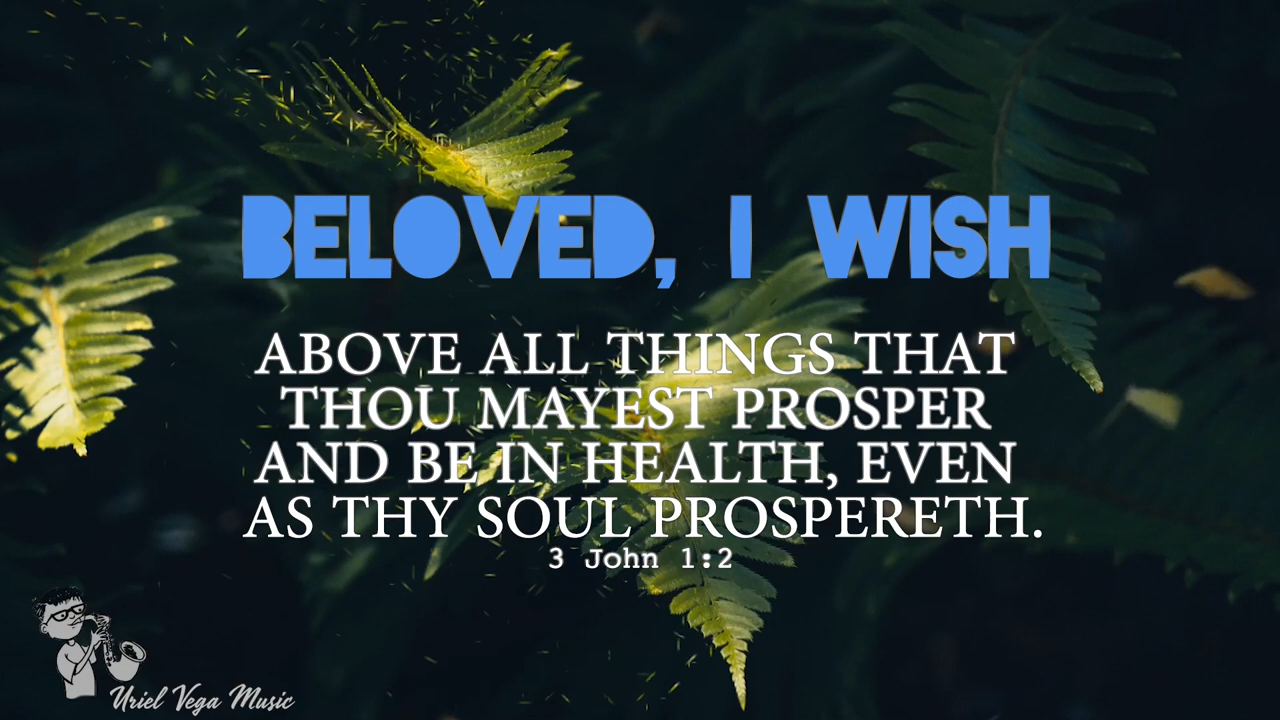 BELOVED, I WISH
ABOVE ALL THINGS THAT
THOU MAYEST PROSPER
AND BE IN HEALTH, EVEN
AS THY SOUL PROSPERETH.
3 John 1:2
Uriel Vega Music